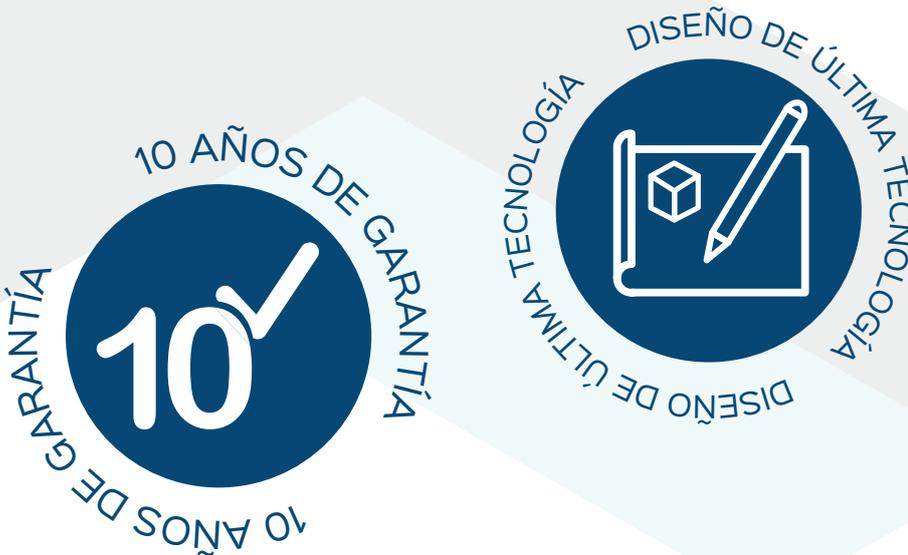 10 AÑOS DE GARANTÍA
10 AÑOS DE GARANTÍA
10
DISEÑO DE ÚLTIMA TECNOLOGÍA
DISEÑO DE ÚLTIMA TECNOLOGÍA